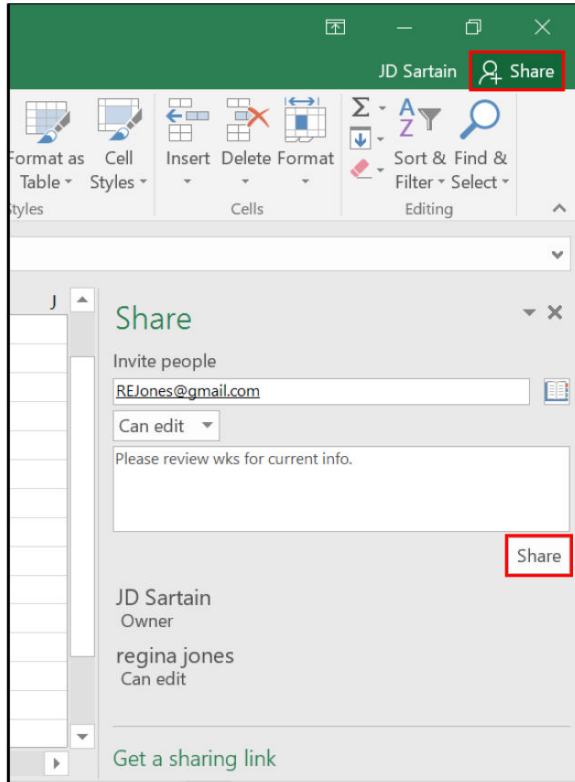 JD Sartain Share
Format as Cell Insert Delete Format Sort & Find &
Table Styles Filter Select
Styles Cells Editing
J
Share
Invite people
REJones@gmail.com
Can edit
Please review wks for current info.
Share
JD Sartain
Owner
regina jones
Can edit
Get a sharing link